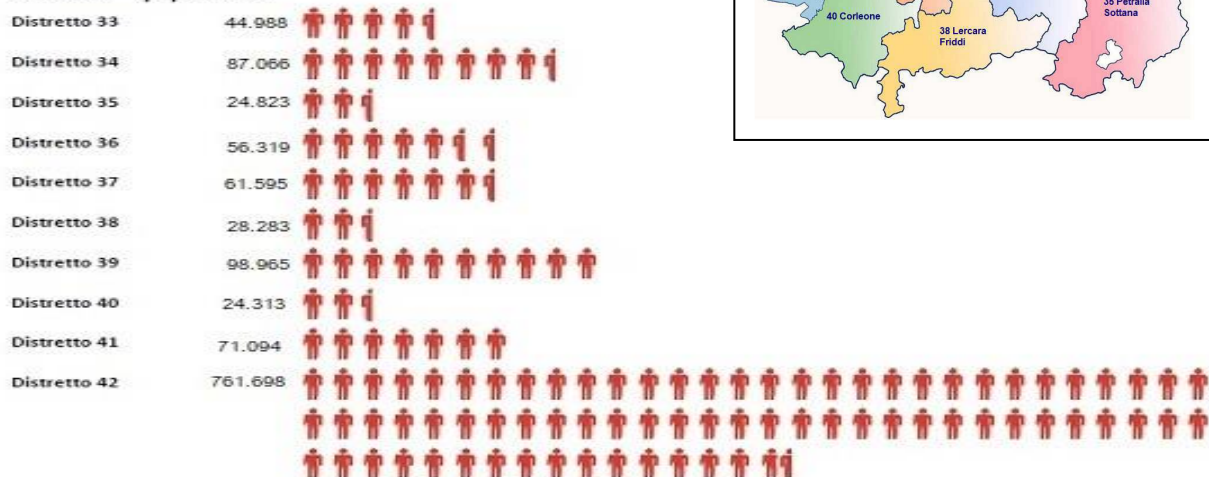 Distretto 33 44.988
Distretto 34 87.066
Distretto 35 24.823
Distretto 36 56.319
Distretto 37 61.595
Distretto 38 28.283
Distretto 39 98.965
Distretto 40 24.313
Distretto 41 71.094
Distretto 42 761.698
35 Petralia
Sottana
40 Corleone
38 Lercara
Friddi